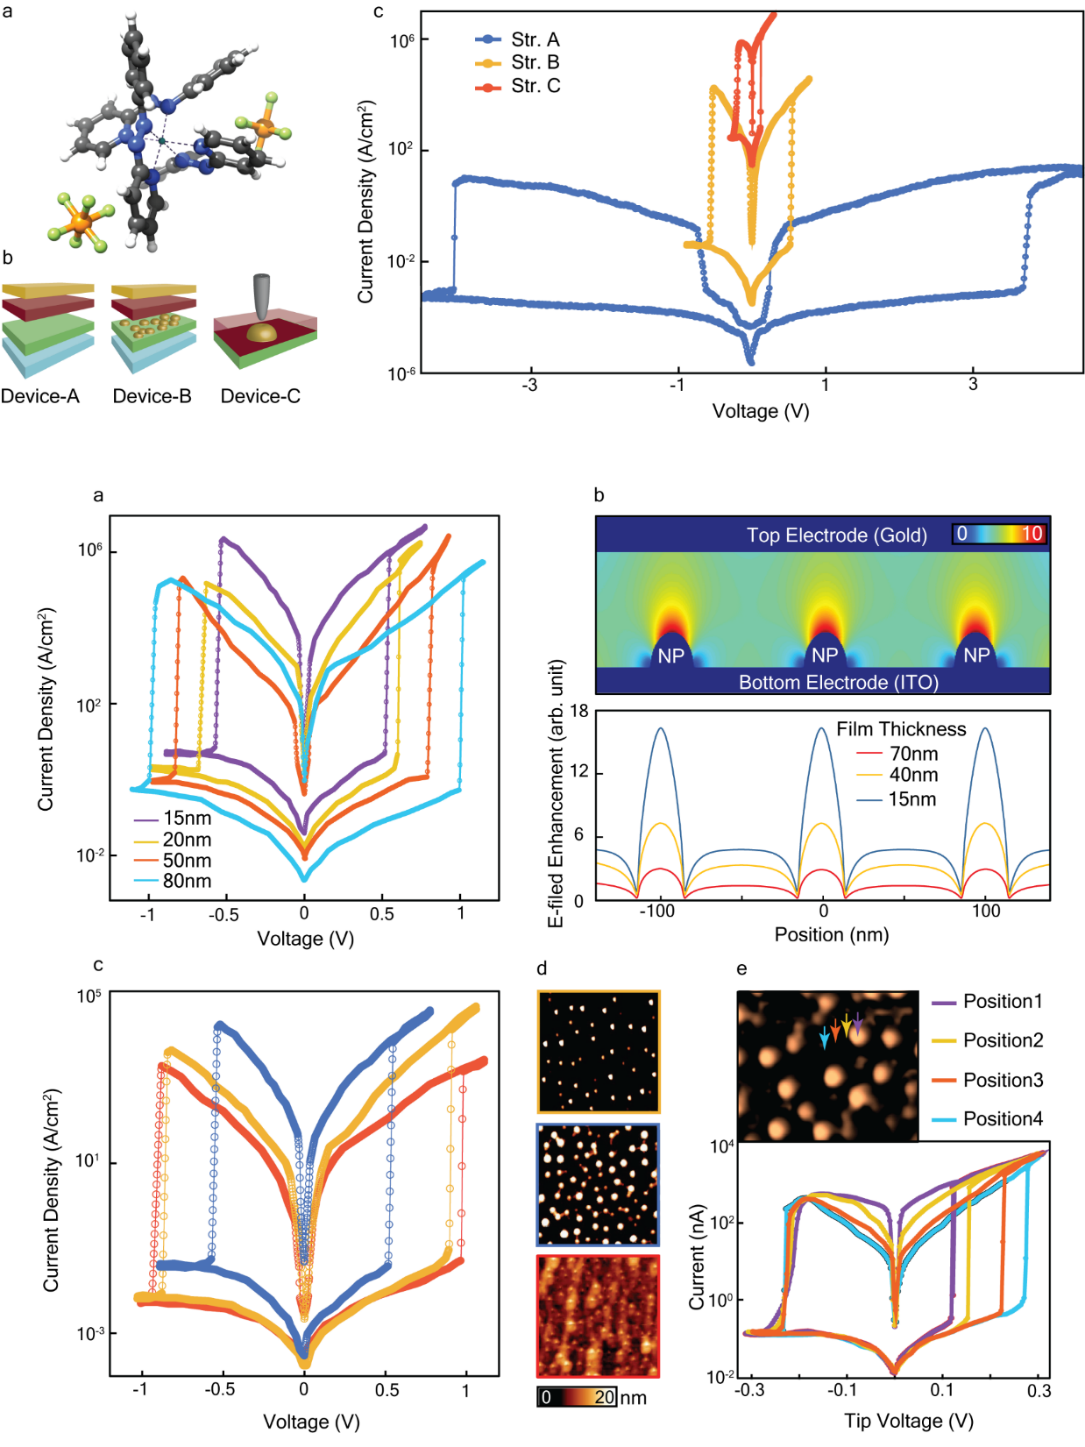 a
b
Device-A
Device-B
Device-C
c
Str. A
Str. B
Str. C
10⁶
10²
10⁻²
10⁻⁶
Current Density (A/cm²)
-3
-1
1
3
Voltage (V)
a
10⁶
10²
10⁻²
Current Density (A/cm²)
15nm
20nm
50nm
80nm
-1
-0.5
0
0.5
1
Voltage (V)
b
Top Electrode (Gold)
0
10
NP
NP
NP
Bottom Electrode (ITO)
18
12
6
0
E-filed Enhancement (arb. unit)
Film Thickness
70nm
40nm
15nm
-100
0
100
Position (nm)
c
10⁵
10¹
10⁻³
Current Density (A/cm²)
-1
-0.5
0
0.5
1
Voltage (V)
d
0
20
nm
e
Position1
Position2
Position3
Position4
10⁴
10²
10⁰
10⁻²
Current (nA)
-0.3
-0.1
0.1
0.3
Tip Voltage (V)